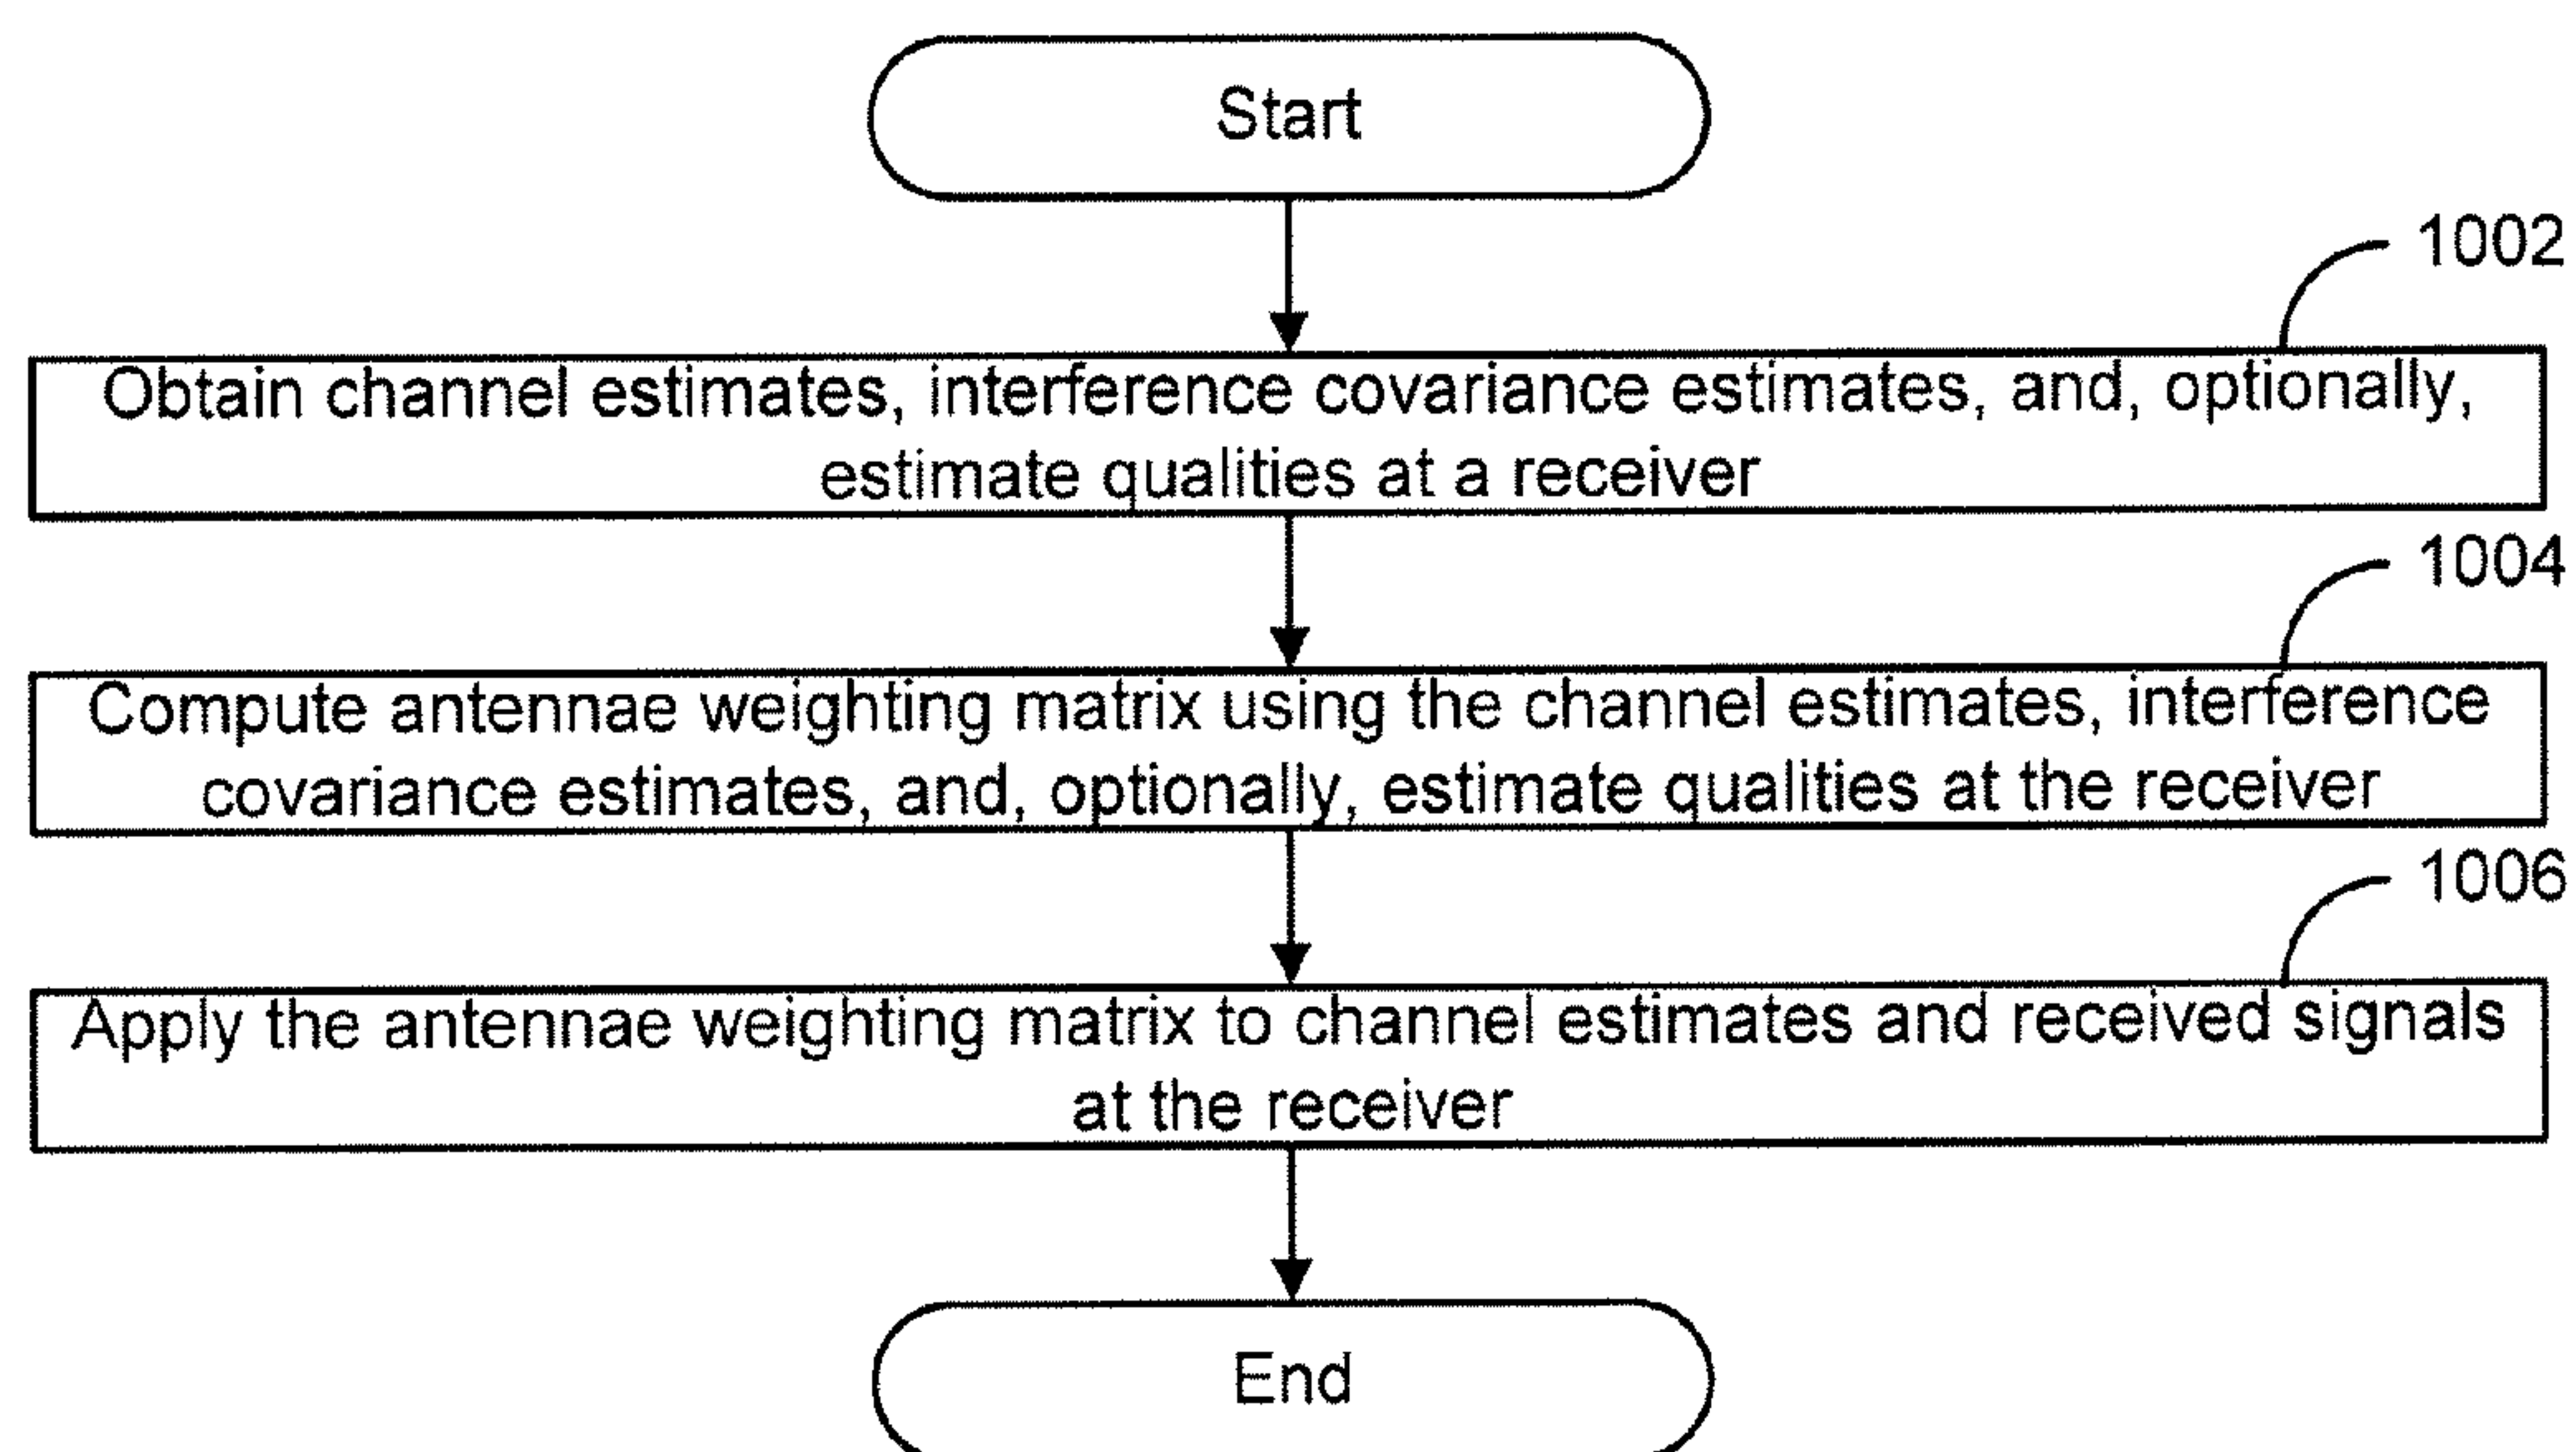 Start
1002
Obtain channel estimates, interference covariance estimates, and, optionally,
estimate qualities at a receiver
1004
Compute antennae weighting matrix using the channel estimates, interference
covariance estimates, and, optionally, estimate qualities at the receiver
1006
Apply the antennae weighting matrix to channel estimates and received signals
at the receiver
End